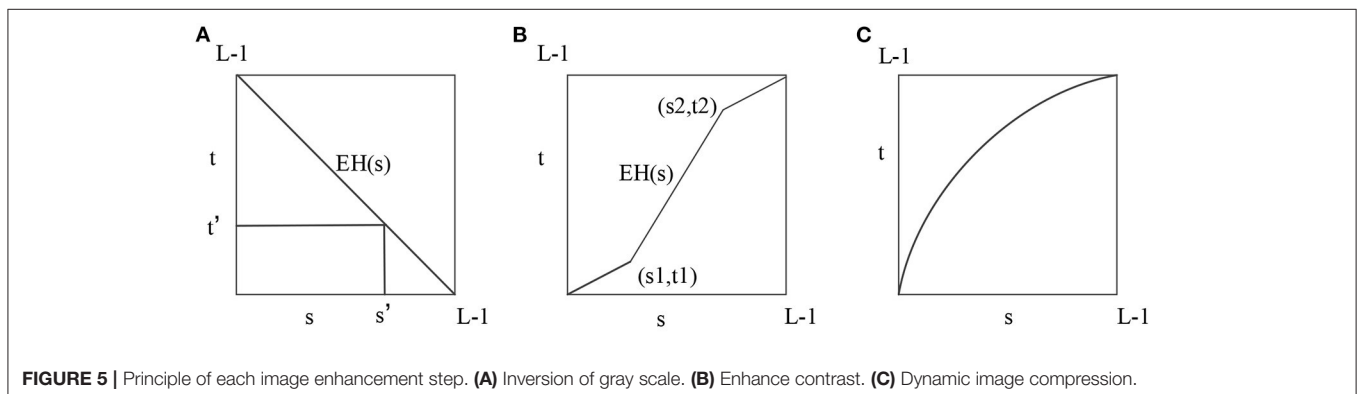 A
L-1
t
EH(s)
t’
s
s’
L-1
B
L-1
(s2,t2)
t
EH(s)
(s1,t1)
s
L-1
C
L-1
t
s
L-1
FIGURE 5 | Principle of each image enhancement step. (A) Inversion of gray scale. (B) Enhance contrast. (C) Dynamic image compression.